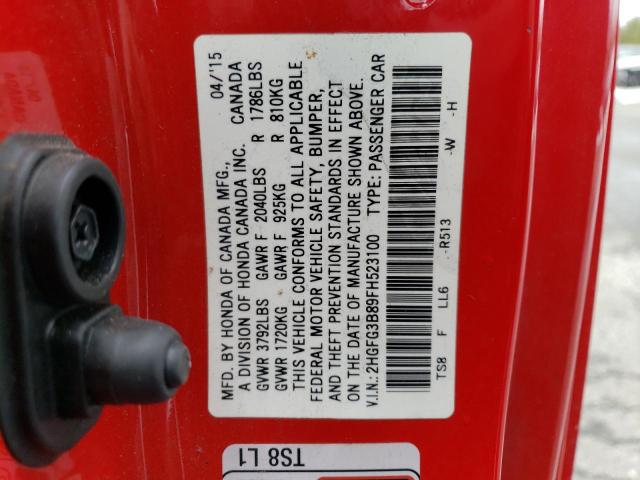 MFD. BY HONDA OF CANADA MFG., 04/'15
A DIVISION OF HONDA CANADA INC. CANADA
GVWR 3792LBS GAWR F 2040LBS R 1786LBS
GVWR 1720KG GAWR F 925KG R 810KG
THIS VEHICLE CONFORMS TO ALL APPLICABLE
FEDERAL MOTOR VEHICLE SAFETY, BUMPER,
AND THEFT PREVENTION STANDARDS IN EFFECT
ON THE DATE OF MANUFACTURE SHOWN ABOVE.
V.I.N.: 2HGFG3B89FH523100 TYPE: PASSENGER CAR
TS8 F LL6 -R513 -W -H
TS8 L1